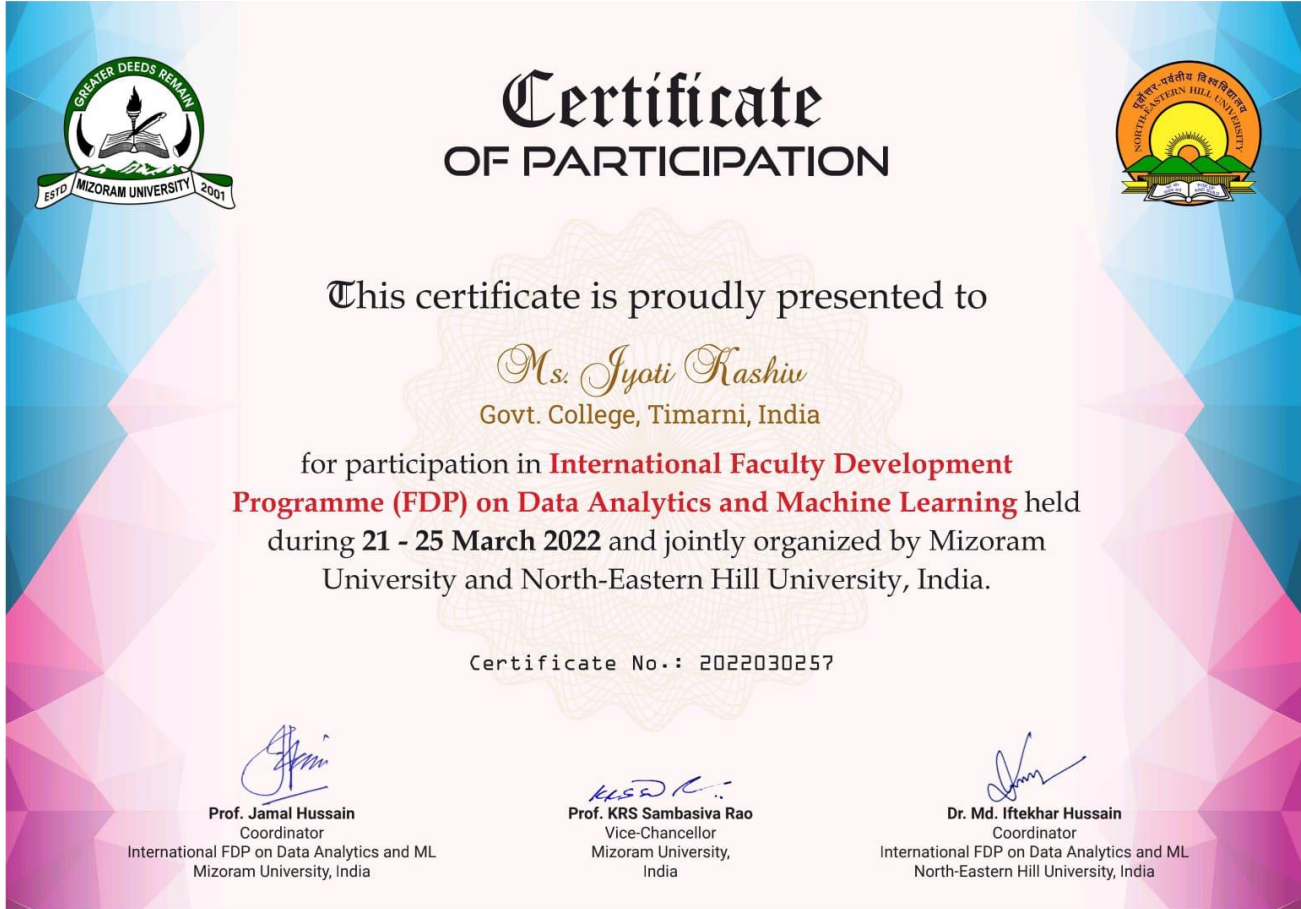 GREATER DEEDS REMAIN
ESTD MIZORAM UNIVERSITY 2001
Certificate
OF PARTICIPATION
पूर्वोत्तर-पर्वतीय विश्वविद्यालय
NORTH-EASTERN HILL UNIVERSITY
This certificate is proudly presented to
Ms. Jyoti Kashiv
Govt. College, Timarni, India
for participation in International Faculty Development
Programme (FDP) on Data Analytics and Machine Learning held
during 21 - 25 March 2022 and jointly organized by Mizoram
University and North-Eastern Hill University, India.
Certificate No.: 2022030257
Prof. Jamal Hussain
Coordinator
International FDP on Data Analytics and ML
Mizoram University, India
Prof. KRS Sambasiva Rao
Vice-Chancellor
Mizoram University,
India
Dr. Md. Iftekhar Hussain
Coordinator
International FDP on Data Analytics and ML
North-Eastern Hill University, India